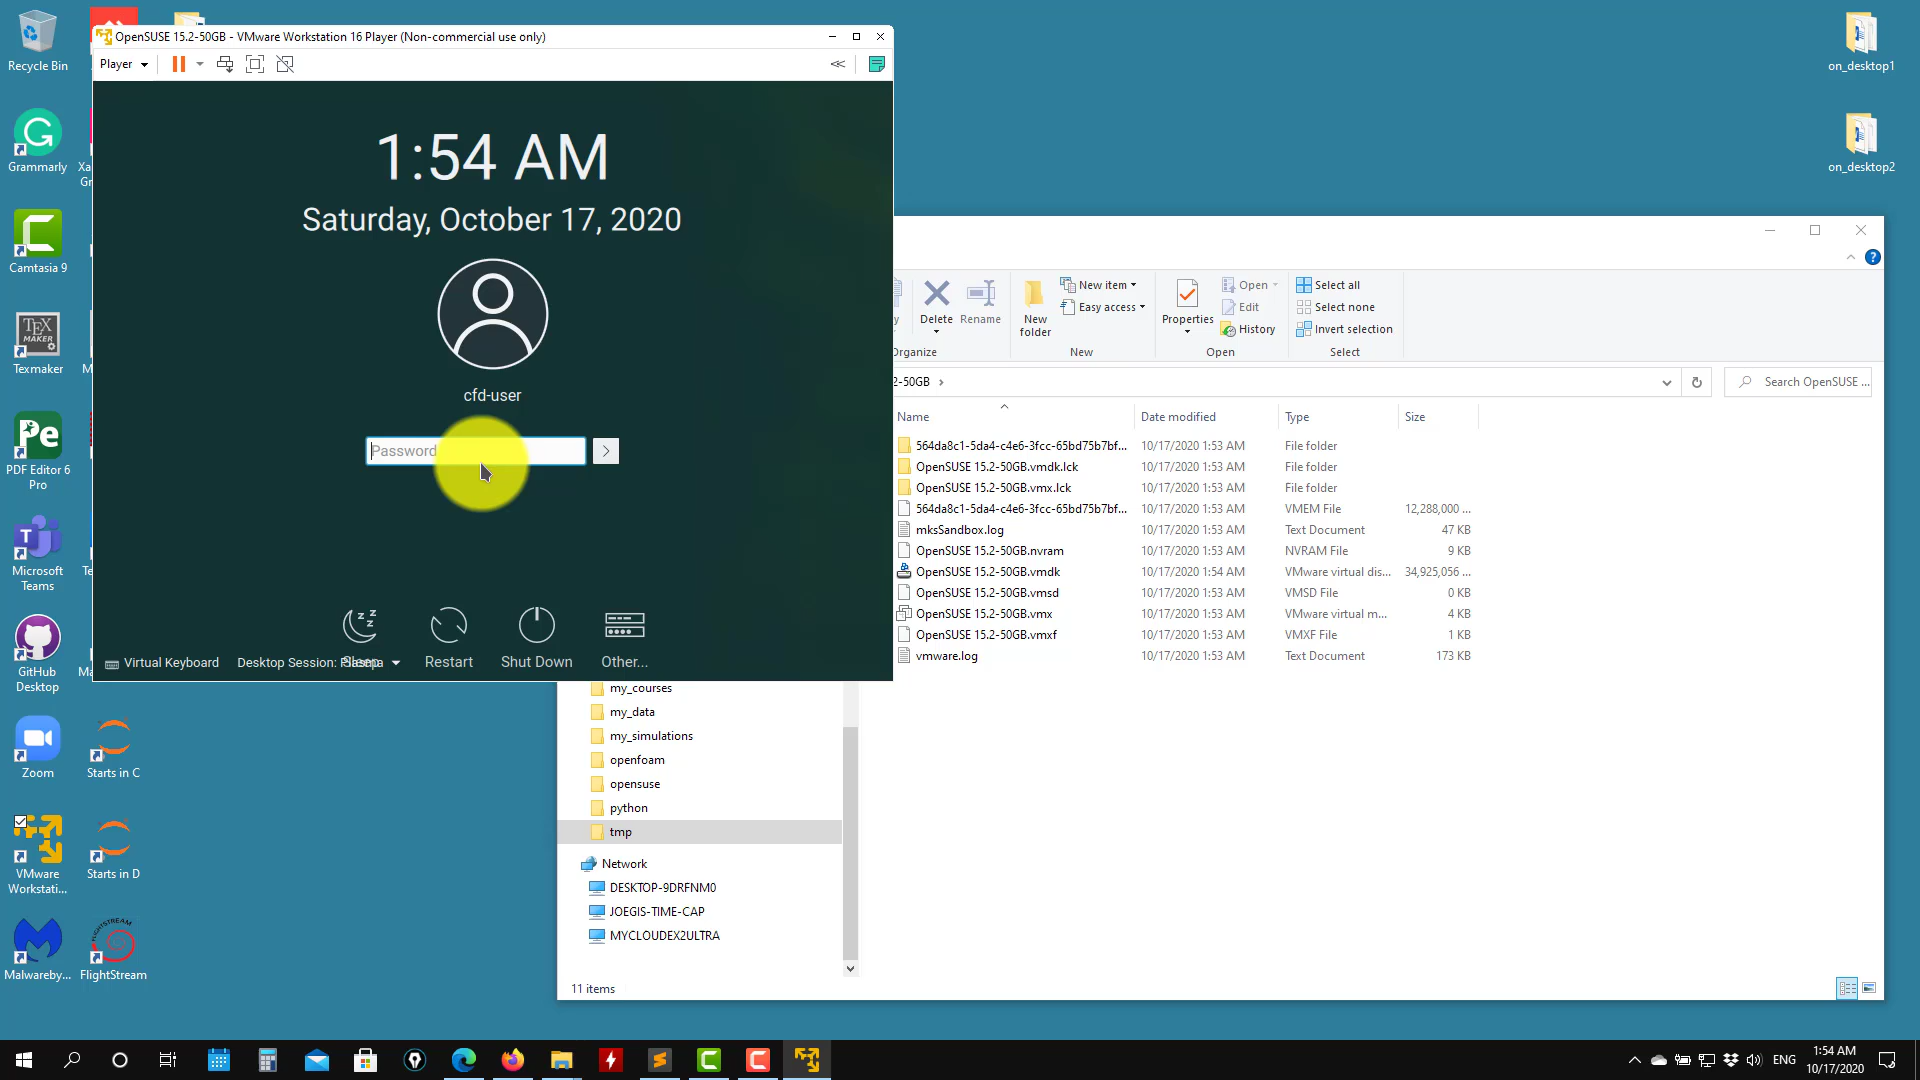 Recycle Bin
Grammarly
Camtasia 9
Texmaker
PDF Editor 6
Pro
Microsoft
Teams
GitHub
Desktop
Zoom
Starts in C
VMware
Workstati...
Starts in D
Malwareby...
FlightStream
on_desktop1
on_desktop2
OpenSUSE 15.2-50GB - VMware Workstation 16 Player (Non-commercial use only)
Player
1:54 AM
Saturday, October 17, 2020
cfd-user
Password
Virtual Keyboard
Desktop Session: Plasma
Sleep
Restart
Shut Down
Other...
Delete
Rename
Organize
New
folder
New item
Easy access
New
Properties
Open
Edit
History
Open
Select all
Select none
Invert selection
Select
2-50GB
Search OpenSUSE ...
Name Date modified Type Size
564da8c1-5da4-c4e6-3fcc-65bd75b7bf... 10/17/2020 1:53 AM File folder
OpenSUSE 15.2-50GB.vmdk.lck 10/17/2020 1:53 AM File folder
OpenSUSE 15.2-50GB.vmx.lck 10/17/2020 1:53 AM File folder
564da8c1-5da4-c4e6-3fcc-65bd75b7bf... 10/17/2020 1:53 AM VMEM File 12,288,000 ...
mksSandbox.log 10/17/2020 1:53 AM Text Document 47 KB
OpenSUSE 15.2-50GB.nvram 10/17/2020 1:53 AM NVRAM File 9 KB
OpenSUSE 15.2-50GB.vmdk 10/17/2020 1:54 AM VMware virtual dis... 34,925,056 ...
OpenSUSE 15.2-50GB.vmsd 10/17/2020 1:53 AM VMSD File 0 KB
OpenSUSE 15.2-50GB.vmx 10/17/2020 1:53 AM VMware virtual m... 4 KB
OpenSUSE 15.2-50GB.vmxf 10/17/2020 1:53 AM VMXF File 1 KB
vmware.log 10/17/2020 1:53 AM Text Document 173 KB
my_courses
my_data
my_simulations
openfoam
opensuse
python
tmp
Network
DESKTOP-9DRFNM0
JOEGIS-TIME-CAP
MYCLOUDEX2ULTRA
11 items
ENG
1:54 AM
10/17/2020